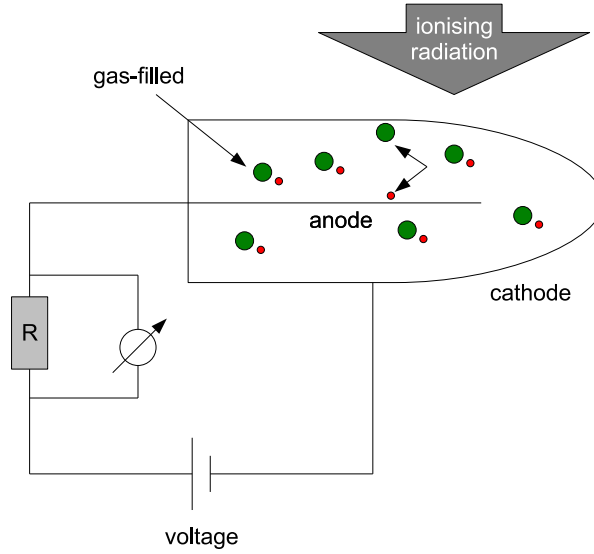 ionising
radiation
gas-filled
anode
cathode
R
voltage